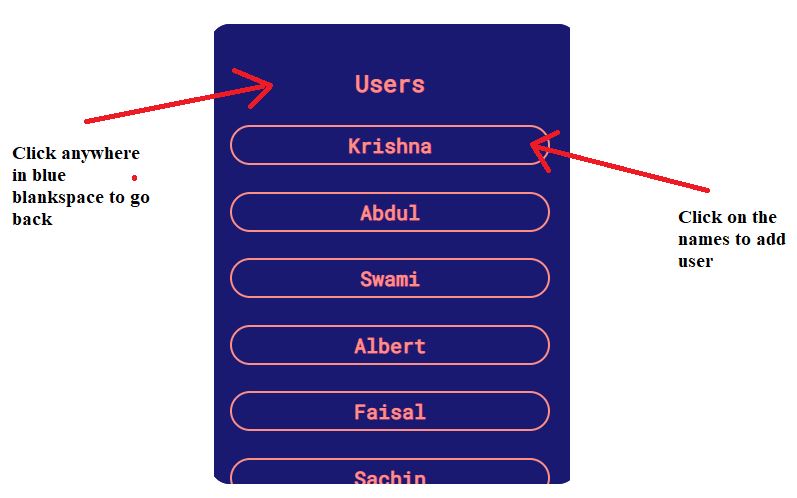 Users
Click anywhere
in blue
blankspace to go
back
Krishna
Abdul
Swami
Albert
Faisal
Sachin
Click on the
names to add
user